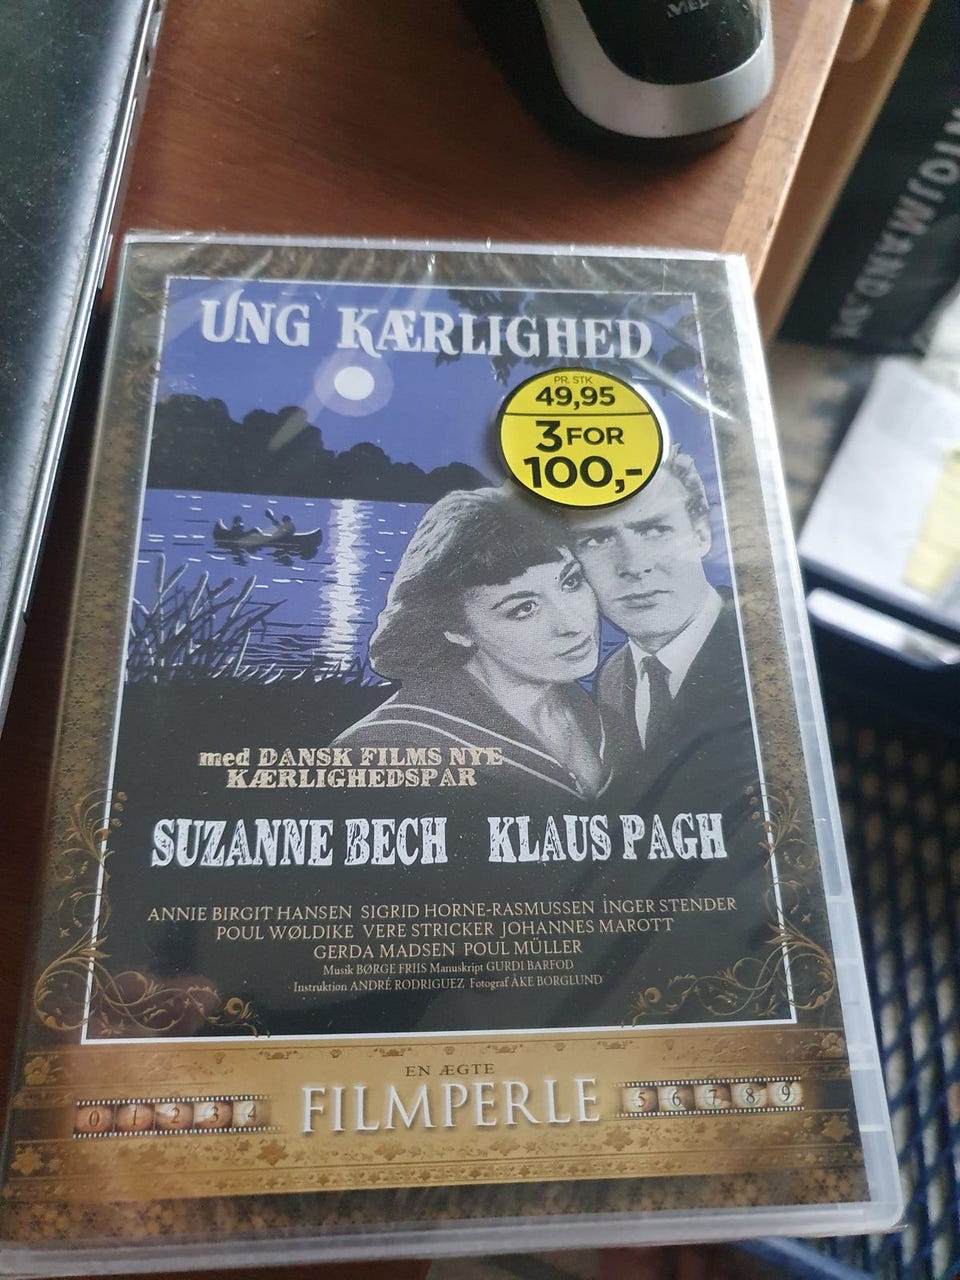 UNG KÆRLIGHED
PR. STK
49,95
3 FOR
100,-
med DANSK FILMS NYE
KÆRLIGHEDSPAR
SUZANNE BECH KLAUS PAGH
ANNIE BIRGIT HANSEN SIGRID HORNE-RASMUSSEN INGER STENDER
POUL WØLDIKE VERE STRICKER JOHANNES MAROTT
GERDA MADSEN POUL MÜLLER
Musik BØRGE FRIIS Manuskript GURDI BARFOD
Instruktion ANDRÉ RODRIGUEZ Fotograf ÅKE BORGLUND
EN ÆGTE
FILMPERLE
0 1 2 3 4
5 6 7 8 9